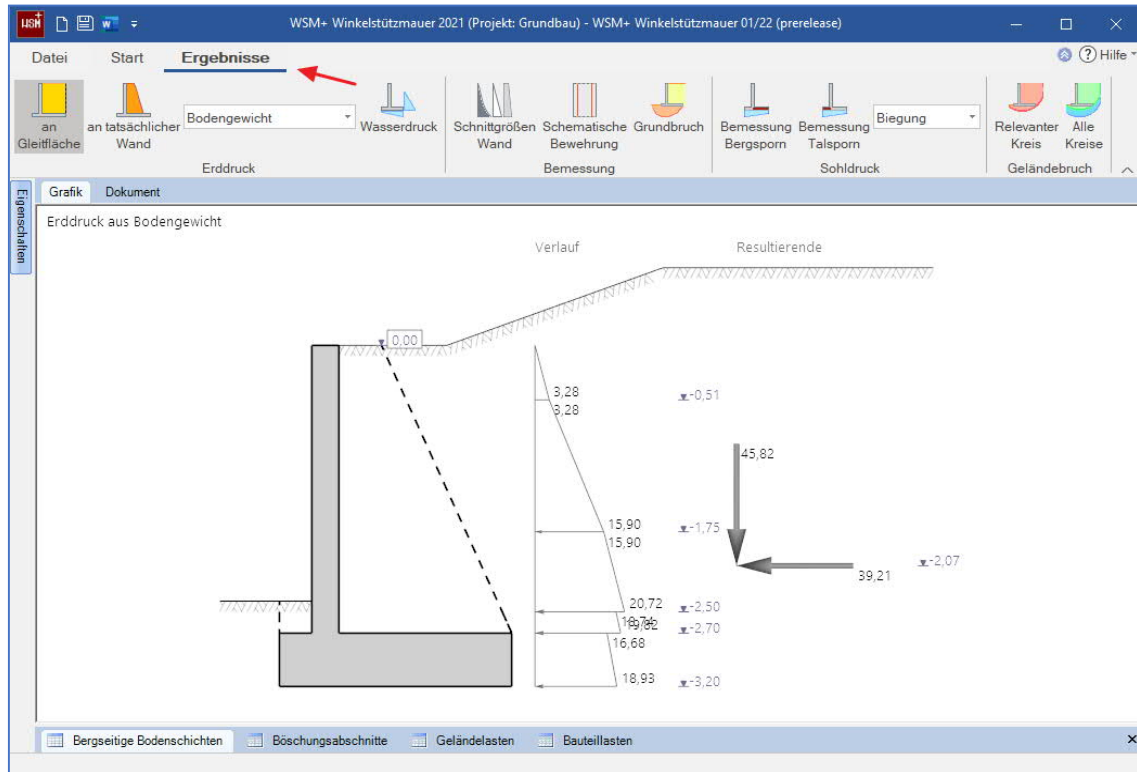 WSM+ Winkelstützmauer 2021 (Projekt: Grundbau) - WSM+ Winkelstützmauer 01/22 (prerelease)
Datei Start Ergebnisse Hilfe
an Gleitfläche
an tatsächlicher Wand
Bodengewicht
Wasserdruck
Schnittgrößen Wand
Schematische Bewehrung
Grundbruch
Bemessung Bergsporn
Bemessung Talsporn
Biegung
Relevanter Kreis
Alle Kreise
Erddruck Bemessung Sohldruck Geländebruch
Eigenschaften
Grafik Dokument
Erddruck aus Bodengewicht
Verlauf Resultierende
0,00
3,28 -0,51
3,28
45,82
15,90 -1,75
15,90
-2,07
39,21
20,72 -2,50
-2,70
16,68
18,93 -3,20
Bergseitige Bodenschichten Böschungsabschnitte Geländelasten Bauteillasten